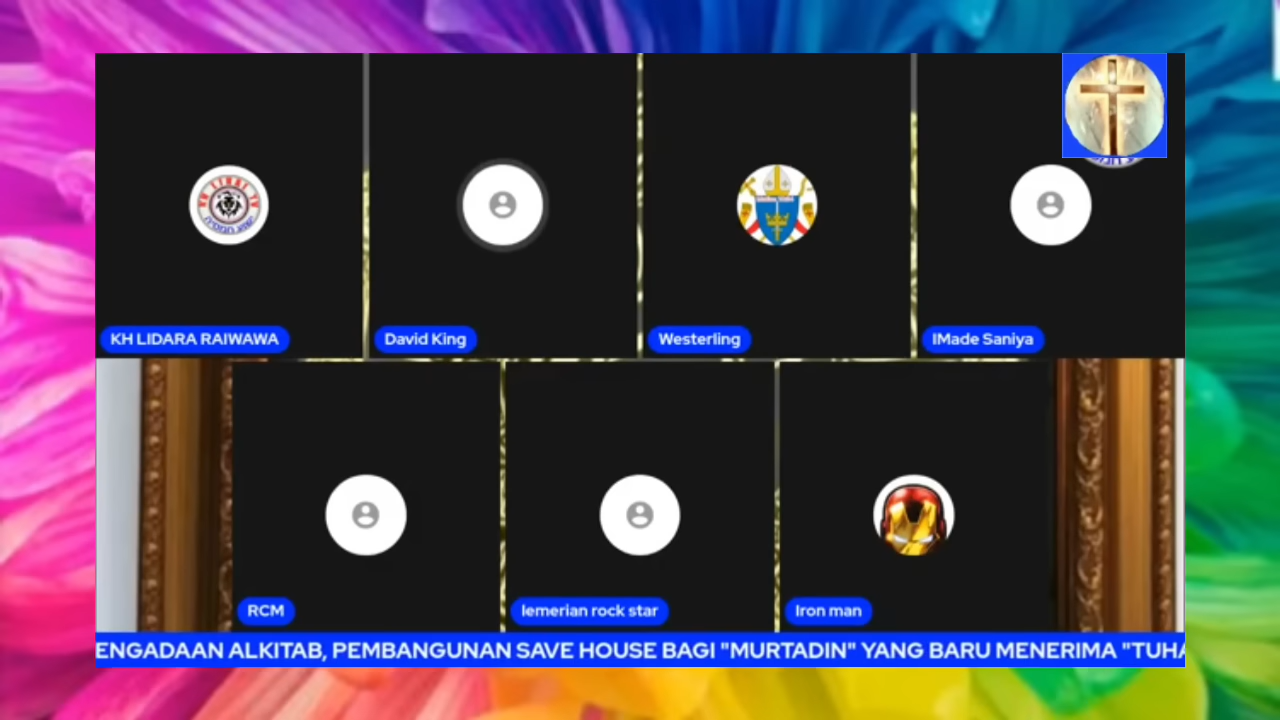 KH LIDARA RAIWAWA
David King
Westerling
IMade Saniya
RCM
lemerian rock star
Iron man
ENGADAAN ALKITAB, PEMBANGUNAN SAVE HOUSE BAGI "MURTADIN" YANG BARU MENERIMA "TUHA